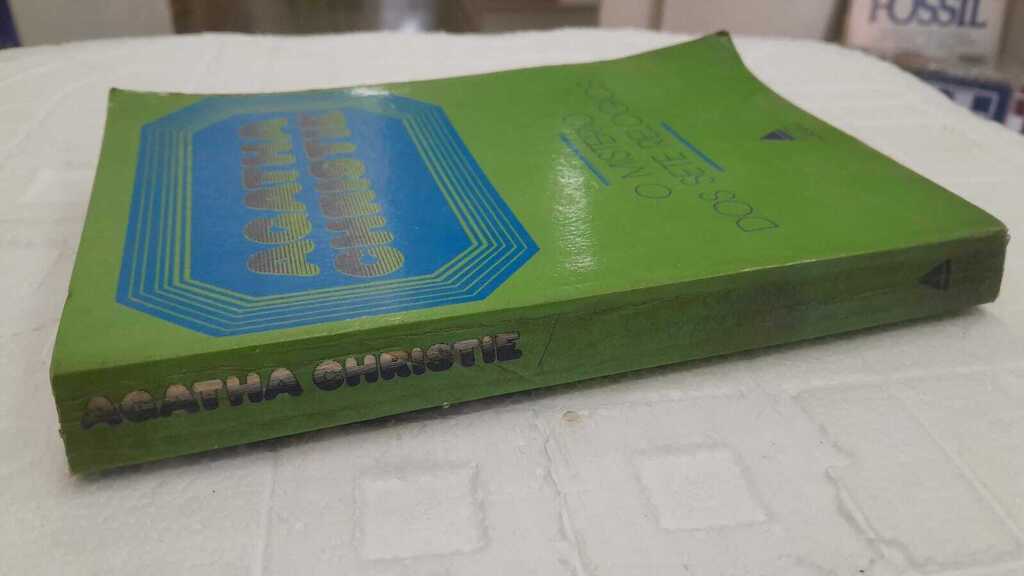 AGATHA
CHRISTIE
O MISTÉRIO
DOS SETE RELÓGIOS
AGATHA CHRISTIE
FOSSIL